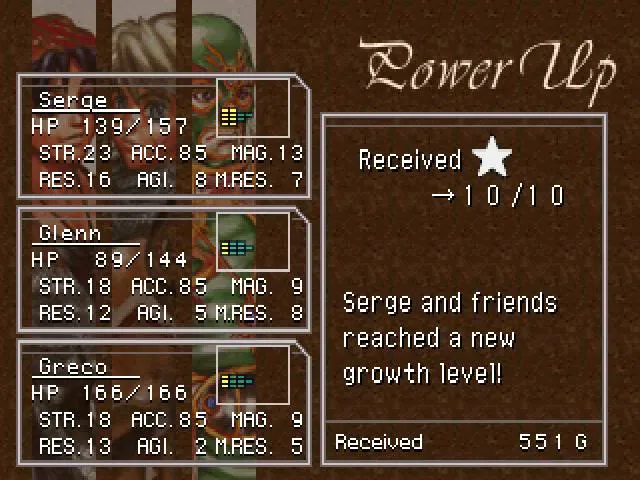 Power Up
Serge
HP 139/157
STR.23 ACC.85 MAG.13
RES.16 AGI. 8 M.RES. 7
Glenn
HP 89/144
STR.18 ACC.85 MAG. 9
RES.12 AGI. 5 M.RES. 8
Greco
HP 166/166
STR.18 ACC.85 MAG. 9
RES.13 AGI. 2 M.RES. 5
Received ★
→10/10
Serge and friends
reached a new
growth level!
Received 551 G